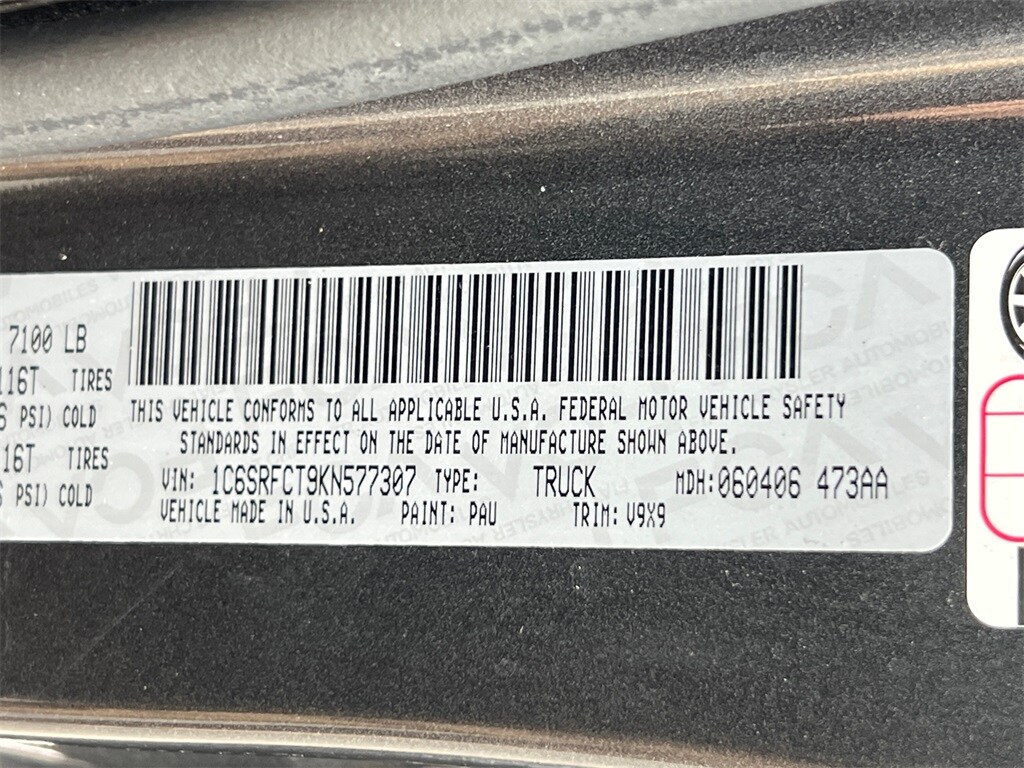 7100 LB
116T TIRES
PSI) COLD
16T TIRES
PSI) COLD
THIS VEHICLE CONFORMS TO ALL APPLICABLE U.S.A. FEDERAL MOTOR VEHICLE SAFETY
STANDARDS IN EFFECT ON THE DATE OF MANUFACTURE SHOWN ABOVE.
VIN: 1C6SRFCT9KN577307 TYPE: TRUCK MDH:060406 473AA
VEHICLE MADE IN U.S.A. PAINT: PAU TRIM: V9X9